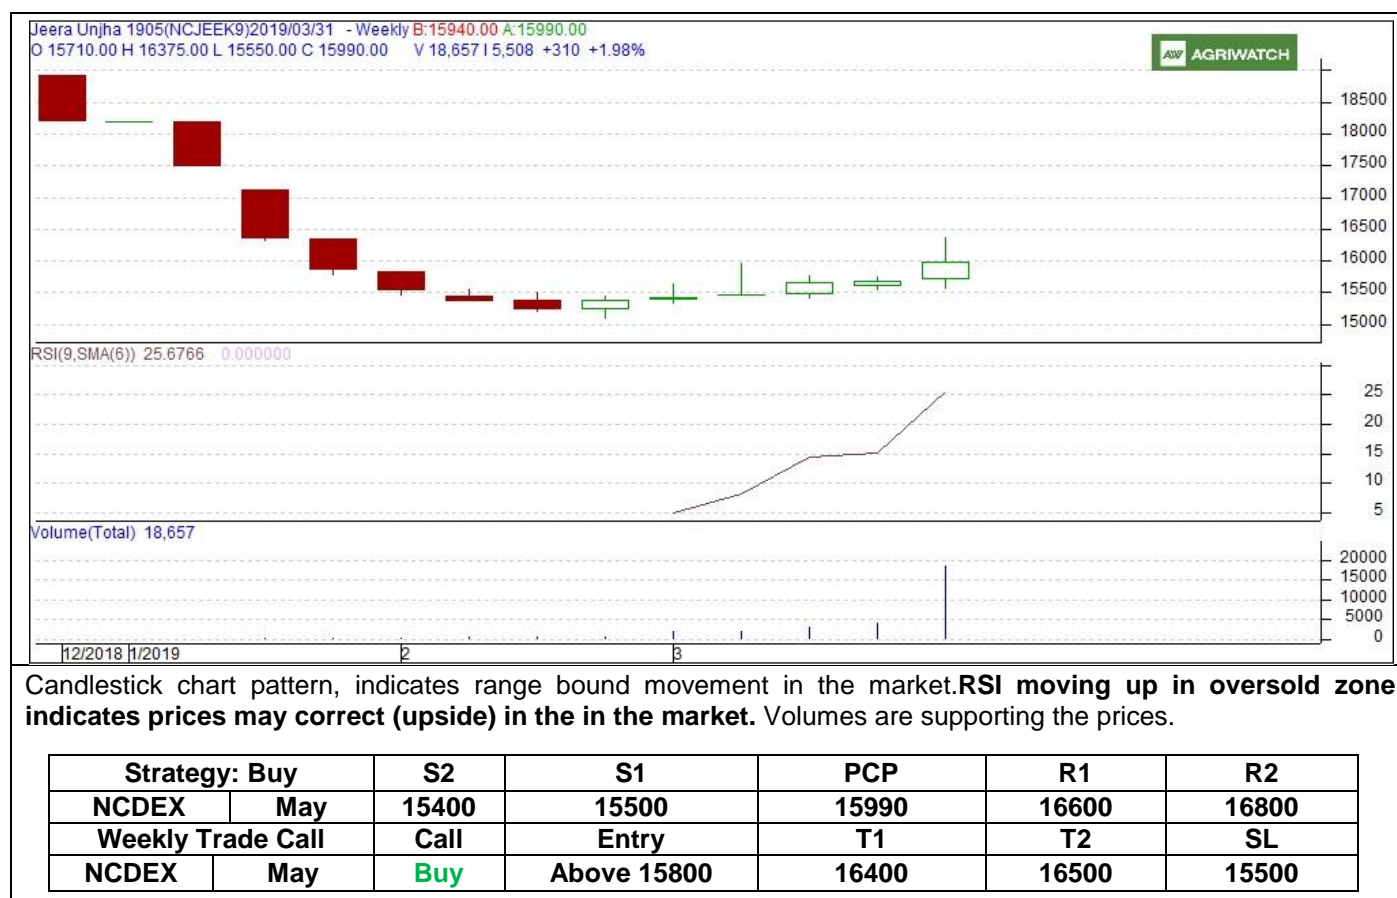 Jeera Unjha 1905(NCJEEK9)2019/03/31 - Weekly B:15940.00 A:15990.00
O 15710.00 H 16375.00 L 15550.00 C 15990.00 V 18,657 I 5,508 +310 +1.98%
AW AGRIWATCH
18500
18000
17500
17000
16500
16000
15500
15000
RSI(9,SMA(6)) 25.6766 0.000000
25
20
15
10
5
Volume(Total) 18,657
20000
15000
10000
5000
0
12/2018 1/2019 2 3
Candlestick chart pattern, indicates range bound movement in the market.RSI moving up in oversold zone
indicates prices may correct (upside) in the in the market. Volumes are supporting the prices.
Strategy: Buy S2 S1 PCP R1 R2
NCDEX May 15400 15500 15990 16600 16800
Weekly Trade Call Call Entry T1 T2 SL
NCDEX May Buy Above 15800 16400 16500 15500